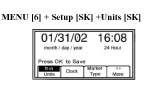 MENU [6] + Setup [SK] +Units [SK]
01/31/02 16:08
month / day / year 24 Hour
Press OK to Save
Units Clock Market Type >> More